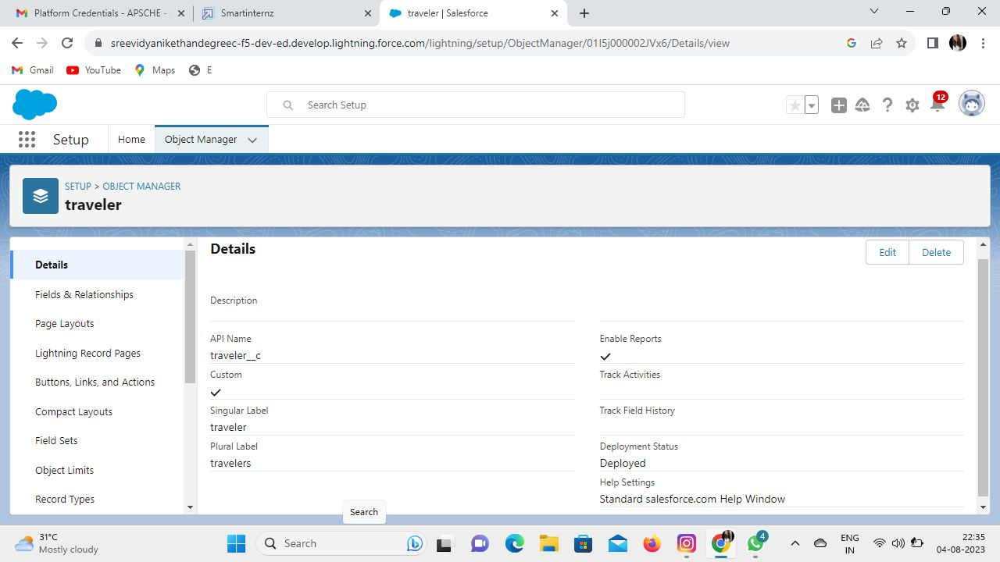 Platform Credentials - APSCHE -
Smartinternz
traveler | Salesforce
sreevidyanikethandegreec-f5-dev-ed.develop.lightning.force.com/lightning/setup/ObjectManager/01I5j000002JVx6/Details/view
Gmail
YouTube
Maps
E
Search Setup
12
Setup
Home
Object Manager
SETUP > OBJECT MANAGER
traveler
Details
Fields & Relationships
Page Layouts
Lightning Record Pages
Buttons, Links, and Actions
Compact Layouts
Field Sets
Object Limits
Record Types
Details
Edit
Delete
Description
API Name
traveler__c
Custom
Singular Label
traveler
Plural Label
travelers
Enable Reports
Track Activities
Track Field History
Deployment Status
Deployed
Help Settings
Standard salesforce.com Help Window
Search
31°C
Mostly cloudy
Search
4
ENG
IN
22:35
04-08-2023